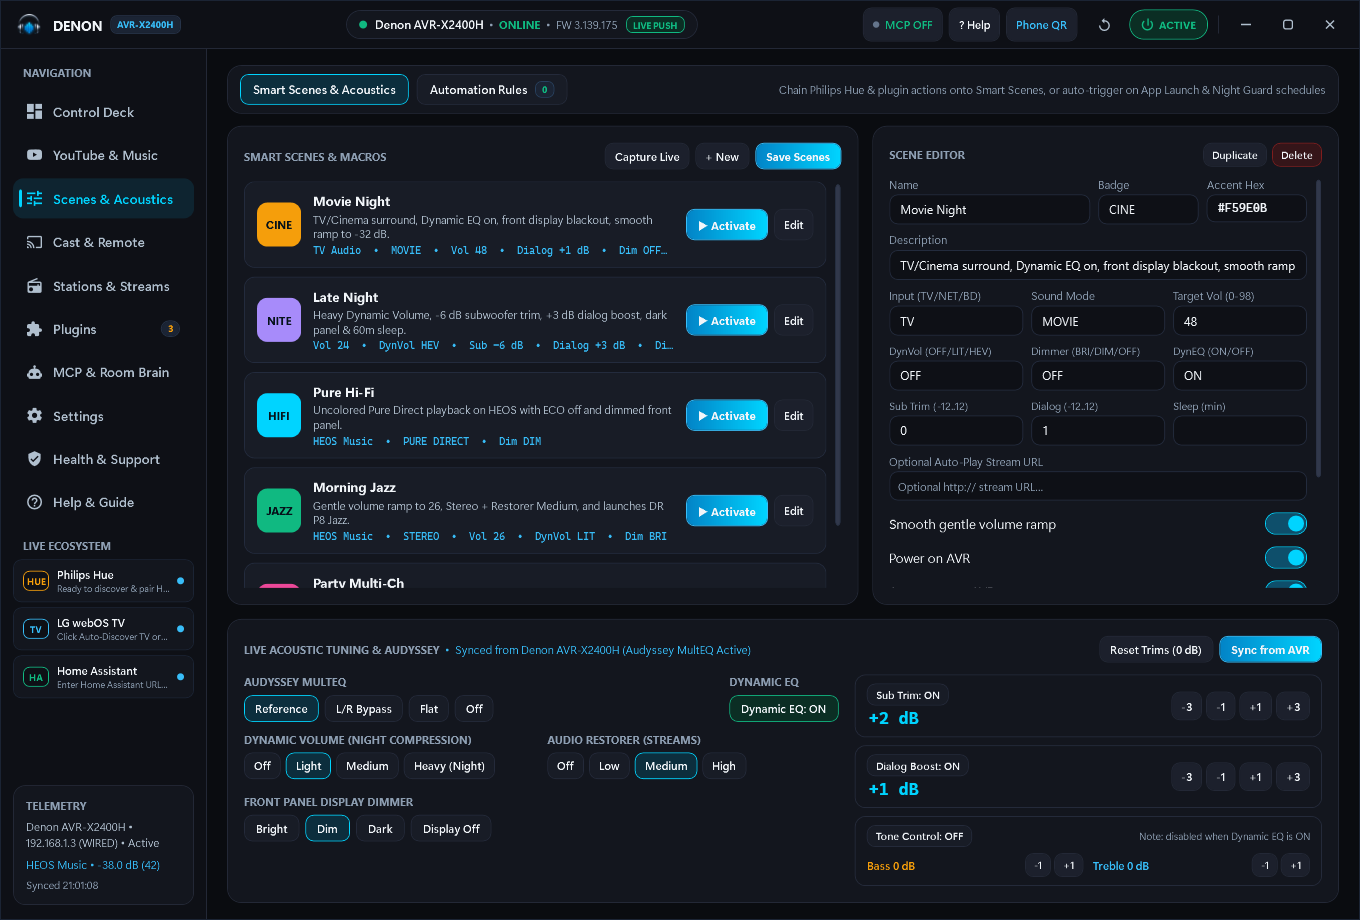 DENON AVR-X2400H
Denon AVR-X2400H • ONLINE • FW 3.139.175 LIVE PUSH
MCP OFF
? Help
Phone QR
ACTIVE
NAVIGATION
Control Deck
YouTube & Music
Scenes & Acoustics
Cast & Remote
Stations & Streams
Plugins 3
MCP & Room Brain
Settings
Health & Support
Help & Guide
LIVE ECOSYSTEM
HUE
Philips Hue
Ready to discover & pair H...
TV
LG webOS TV
Click Auto-Discover TV or...
HA
Home Assistant
Enter Home Assistant URL...
TELEMETRY
Denon AVR-X2400H •
192.168.1.3 (WIRED) • Active
HEOS Music • -38.0 dB (42)
Synced 21:01:08
Smart Scenes & Acoustics
Automation Rules 0
Chain Philips Hue & plugin actions onto Smart Scenes, or auto-trigger on App Launch & Night Guard schedules
SMART SCENES & MACROS
Capture Live
+ New
Save Scenes
CINE
Movie Night
TV/Cinema surround, Dynamic EQ on, front display blackout, smooth
ramp to -32 dB.
TV Audio • MOVIE • Vol 48 • Dialog +1 dB • Dim OFF…
▶ Activate
Edit
NITE
Late Night
Heavy Dynamic Volume, -6 dB subwoofer trim, +3 dB dialog boost, dark
panel & 60m sleep.
Vol 24 • DynVol HEV • Sub -6 dB • Dialog +3 dB • Di…
▶ Activate
Edit
HIFI
Pure Hi-Fi
Uncolored Pure Direct playback on HEOS with ECO off and dimmed front
panel.
HEOS Music • PURE DIRECT • Dim DIM
▶ Activate
Edit
JAZZ
Morning Jazz
Gentle volume ramp to 26, Stereo + Restorer Medium, and launches DR
P8 Jazz.
HEOS Music • STEREO • Vol 26 • DynVol LIT • Dim BRI
▶ Activate
Edit
Party Multi-Ch
SCENE EDITOR
Duplicate
Delete
Name
Badge
Accent Hex
Movie Night
CINE
#F59E0B
Description
TV/Cinema surround, Dynamic EQ on, front display blackout, smooth ramp
Input (TV/NET/BD)
Sound Mode
Target Vol (0-98)
TV
MOVIE
48
DynVol (OFF/LIT/HEV)
Dimmer (BRI/DIM/OFF)
DynEQ (ON/OFF)
OFF
OFF
ON
Sub Trim (-12..12)
Dialog (-12..12)
Sleep (min)
0
1
Optional Auto-Play Stream URL
Optional http:// stream URL...
Smooth gentle volume ramp
Power on AVR
LIVE ACOUSTIC TUNING & AUDYSSEY • Synced from Denon AVR-X2400H (Audyssey MultEQ Active)
Reset Trims (0 dB)
Sync from AVR
AUDYSSEY MULTEQ
Reference
L/R Bypass
Flat
Off
DYNAMIC EQ
Dynamic EQ: ON
DYNAMIC VOLUME (NIGHT COMPRESSION)
Off
Light
Medium
Heavy (Night)
AUDIO RESTORER (STREAMS)
Off
Low
Medium
High
FRONT PANEL DISPLAY DIMMER
Bright
Dim
Dark
Display Off
Sub Trim: ON
+2 dB
-3
-1
+1
+3
Dialog Boost: ON
+1 dB
-3
-1
+1
+3
Tone Control: OFF
Note: disabled when Dynamic EQ is ON
Bass 0 dB
-1
+1
Treble 0 dB
-1
+1